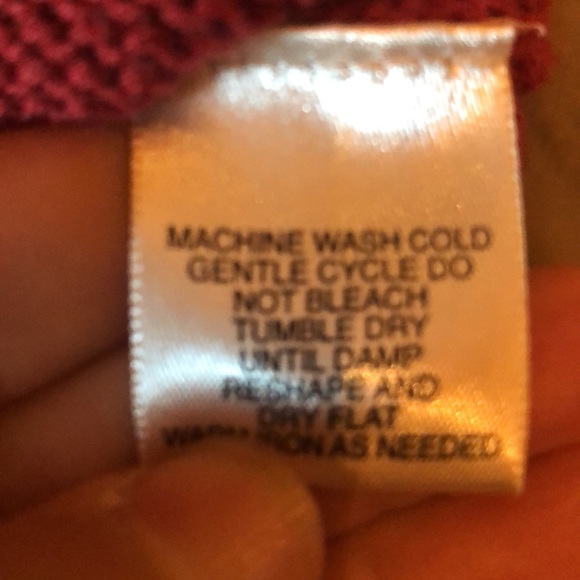 MACHINE WASH COLD
GENTLE CYCLE DO
NOT BLEACH
TUMBLE DRY
UNTIL DAMP
RESHAPE AND
DRY FLAT
WARM IRON AS NEEDED